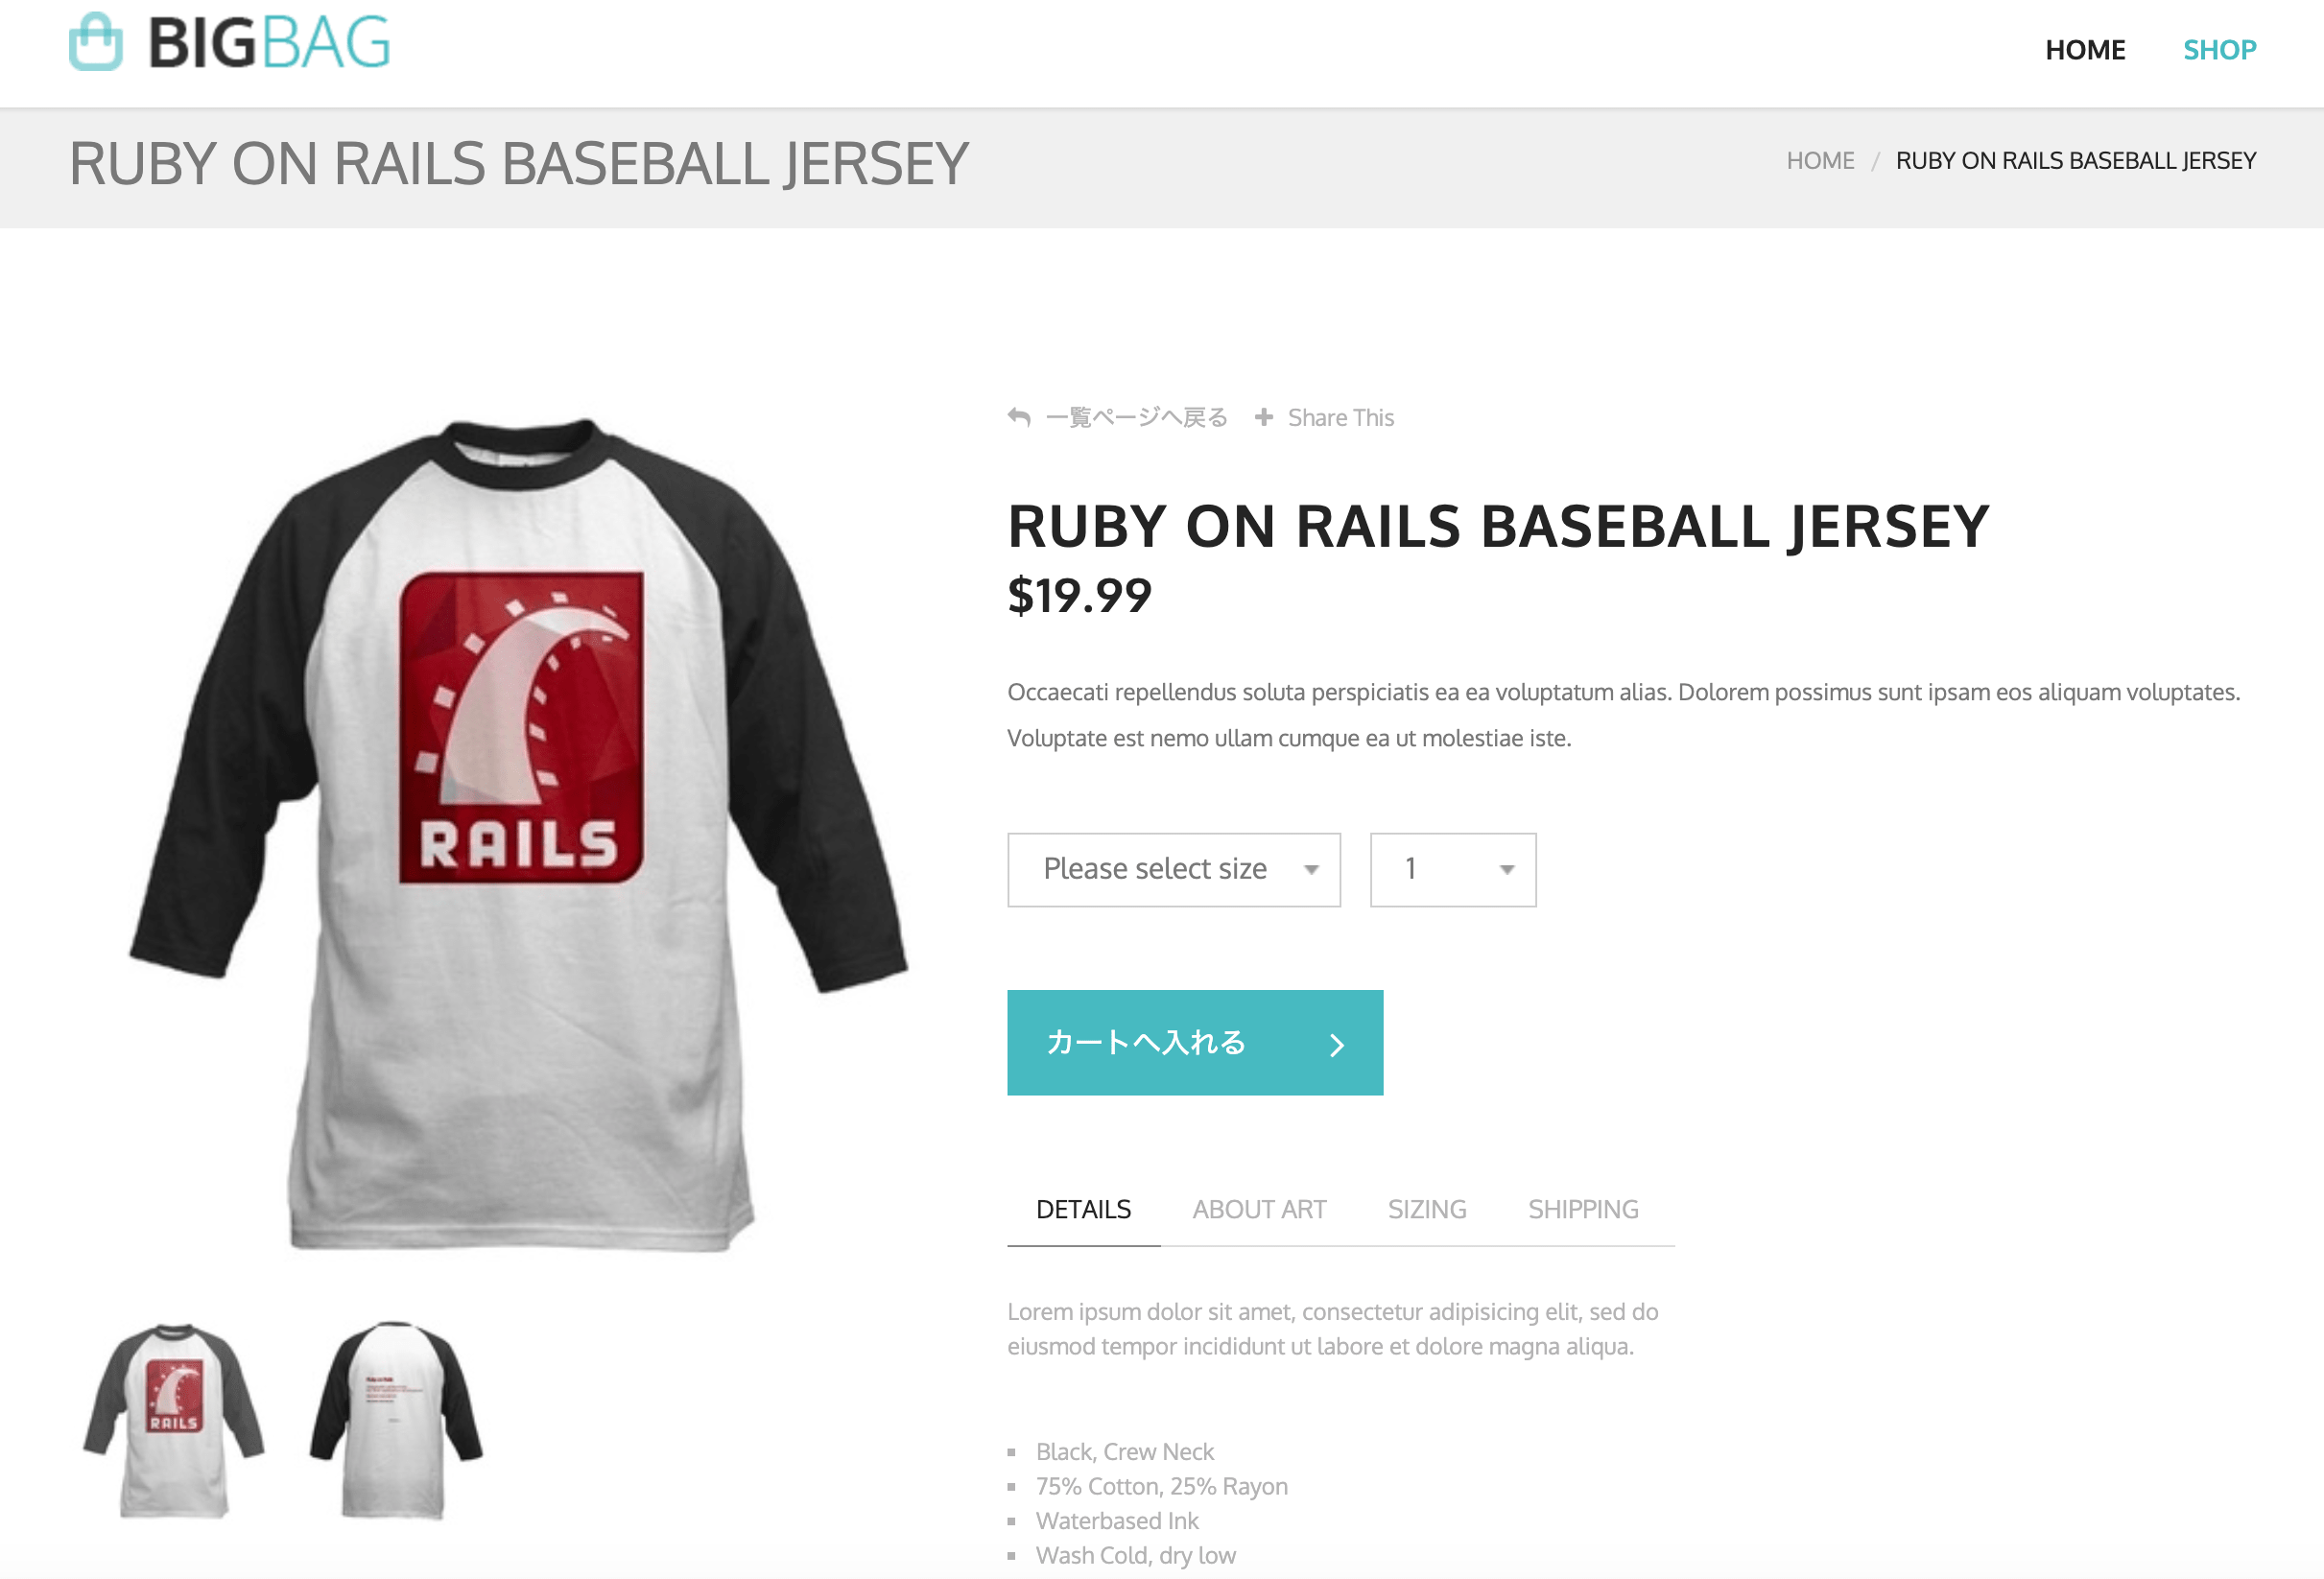 BIGBAG
HOME SHOP
RUBY ON RAILS BASEBALL JERSEY
HOME / RUBY ON RAILS BASEBALL JERSEY
一覧ページへ戻る Share This
RUBY ON RAILS BASEBALL JERSEY
$19.99
Occaecati repellendus soluta perspiciatis ea ea voluptatum alias. Dolorem possimus sunt ipsam eos aliquam voluptates.
Voluptate est nemo ullam cumque ea ut molestiae iste.
RAILS
Please select size 1
カートへ入れる
DETAILS ABOUT ART SIZING SHIPPING
Lorem ipsum dolor sit amet, consectetur adipisicing elit, sed do
eiusmod tempor incididunt ut labore et dolore magna aliqua.
RAILS
Black, Crew Neck
75% Cotton, 25% Rayon
Waterbased Ink
Wash Cold, dry low